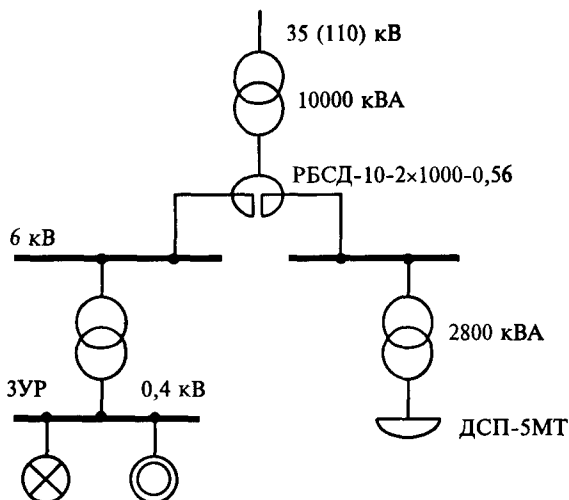 35 (110) кВ
10000 кВА
РБСД-10-2×1000-0,56
6 кВ
2800 кВА
3УР 0,4 кВ
ДСП-5МТ